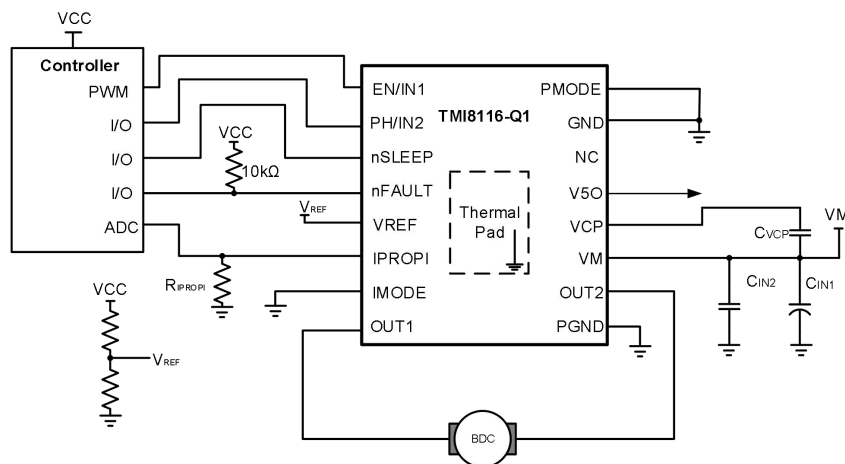 VCC
Controller
PWM
I/O
I/O
I/O
ADC
VCC
10kΩ
VREF
RIPROPI
VCC
VREF
TMI8116-Q1
EN/IN1
PH/IN2
nSLEEP
nFAULT
VREF
IPROPI
IMODE
OUT1
Thermal
Pad
PMODE
GND
NC
V5O
VCP
VM
OUT2
PGND
VM
CVCP
CIN2
CIN1
BDC